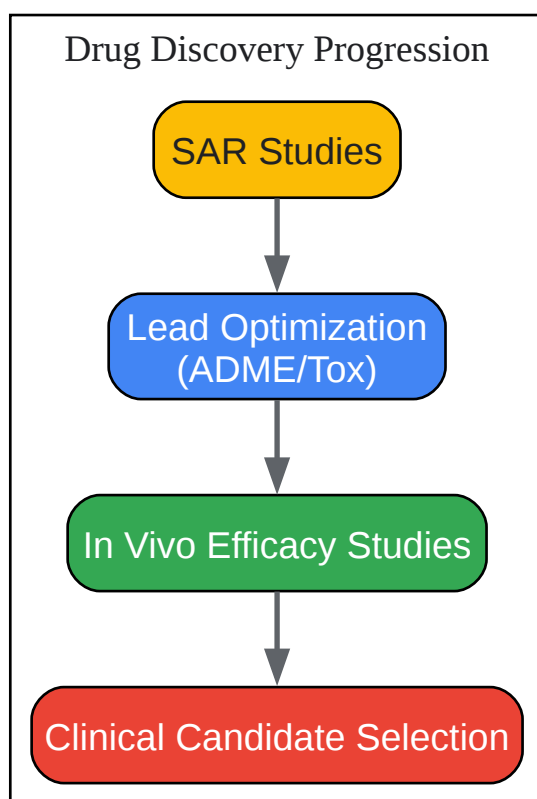 Drug Discovery Progression
SAR Studies
Lead Optimization
(ADME/Tox)
In Vivo Efficacy Studies
Clinical Candidate Selection